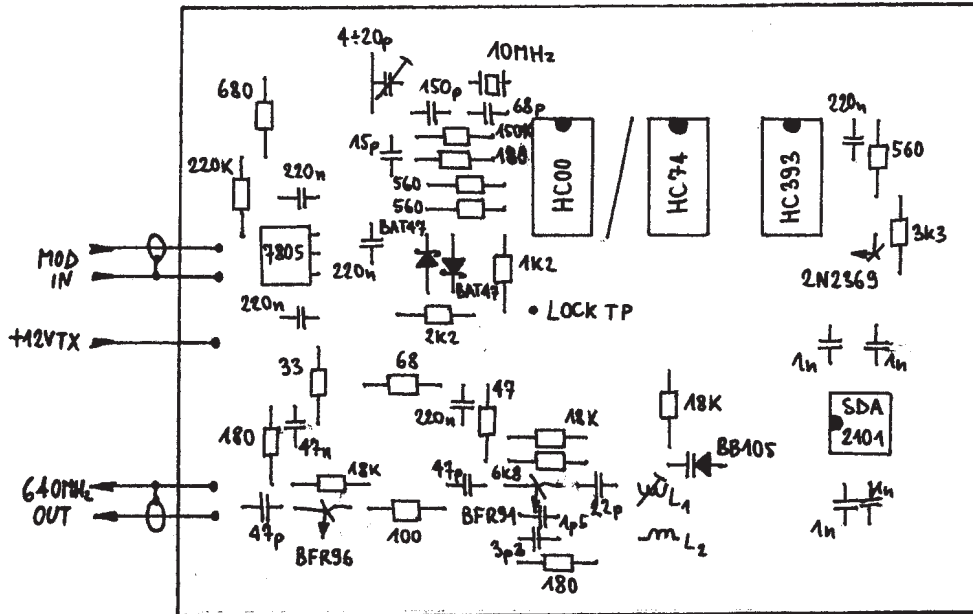 4÷20p
10MHz
680
150p
68p
220n
150K
15p
180
560
220K
220n
560
560
HC00
HC74
HC393
BAT47
3k3
MOD
IN
7805
220n
1K2
2N2369
BAT47
220n
LOCK TP
+12VTX
2K2
1n
1n
33
68
47
18K
SDA
2101
220n
18K
180
47n
BB105
18K
47p
6K8
640MHz
OUT
L1
1n
22p
BFR91
1p5
1n
47p
BFR96
100
L2
3p3
180